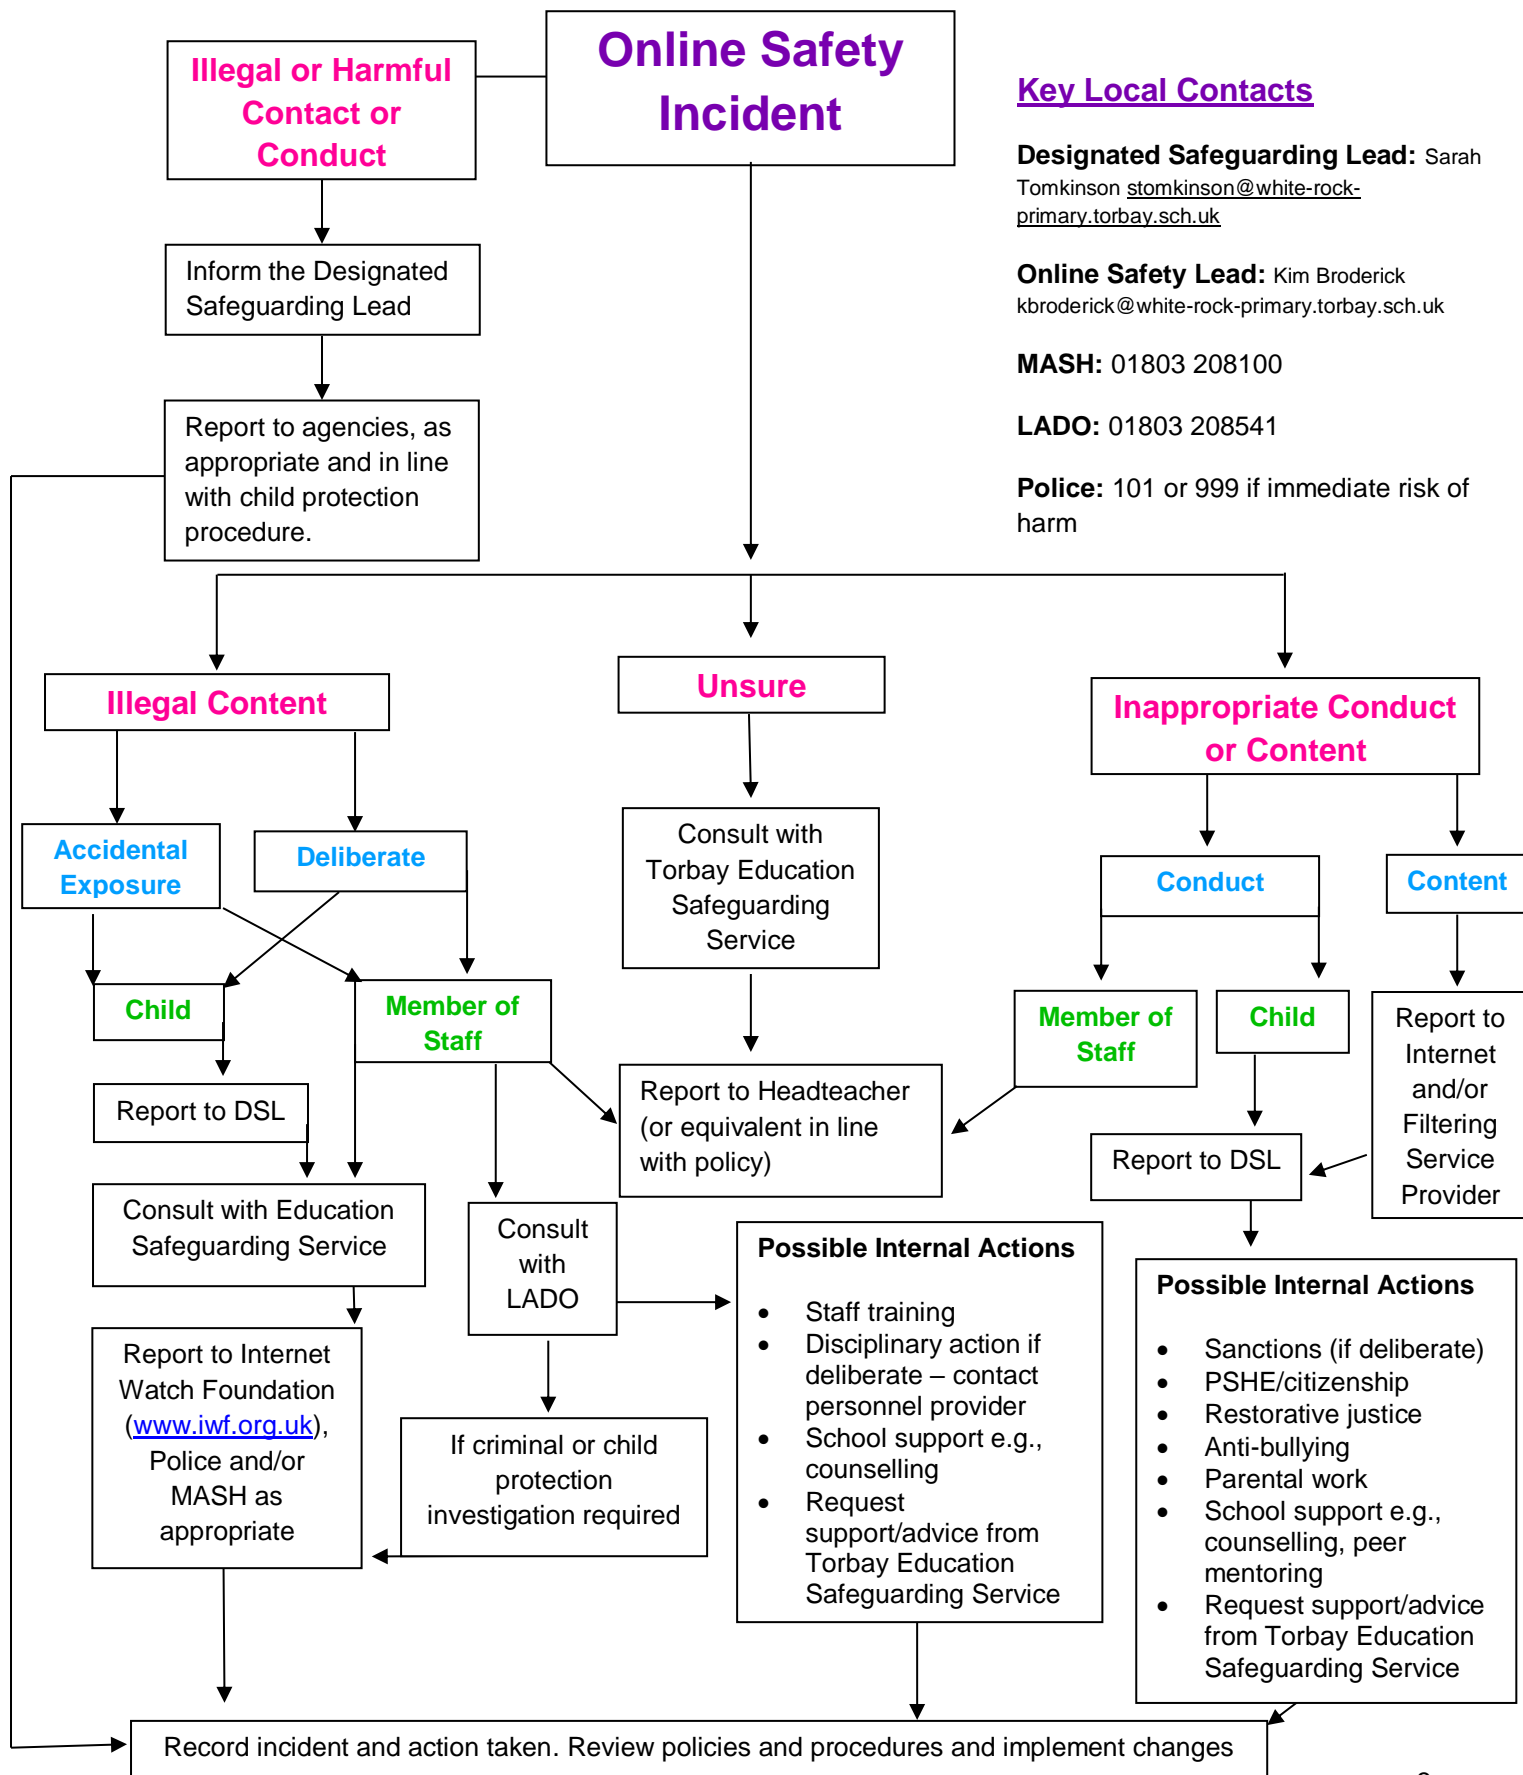 Online Safety
Incident
Illegal or Harmful
Contact or
Conduct
Key Local Contacts
Designated Safeguarding Lead: Sarah
Tomkinson stomkinson@white-rock-
primary.torbay.sch.uk
Online Safety Lead: Kim Broderick
kbroderick@white-rock-primary.torbay.sch.uk
MASH: 01803 208100
LADO: 01803 208541
Police: 101 or 999 if immediate risk of
harm
Inform the Designated
Safeguarding Lead
Report to agencies, as
appropriate and in line
with child protection
procedure.
Illegal Content
Unsure
Inappropriate Conduct
or Content
Accidental
Exposure
Deliberate
Consult with
Torbay Education
Safeguarding
Service
Conduct
Content
Child
Member of
Staff
Member of
Staff
Child
Report to
Internet
and/or
Filtering
Service
Provider
Report to DSL
Report to Headteacher
(or equivalent in line
with policy)
Report to DSL
Consult with Education
Safeguarding Service
Consult
with
LADO
Possible Internal Actions
• Staff training
• Disciplinary action if
deliberate – contact
personnel provider
• School support e.g.,
counselling
• Request
support/advice from
Torbay Education
Safeguarding Service
Possible Internal Actions
• Sanctions (if deliberate)
• PSHE/citizenship
• Restorative justice
• Anti-bullying
• Parental work
• School support e.g.,
counselling, peer
mentoring
• Request support/advice
from Torbay Education
Safeguarding Service
Report to Internet
Watch Foundation
(www.iwf.org.uk),
Police and/or
MASH as
appropriate
If criminal or child
protection
investigation required
Record incident and action taken. Review policies and procedures and implement changes